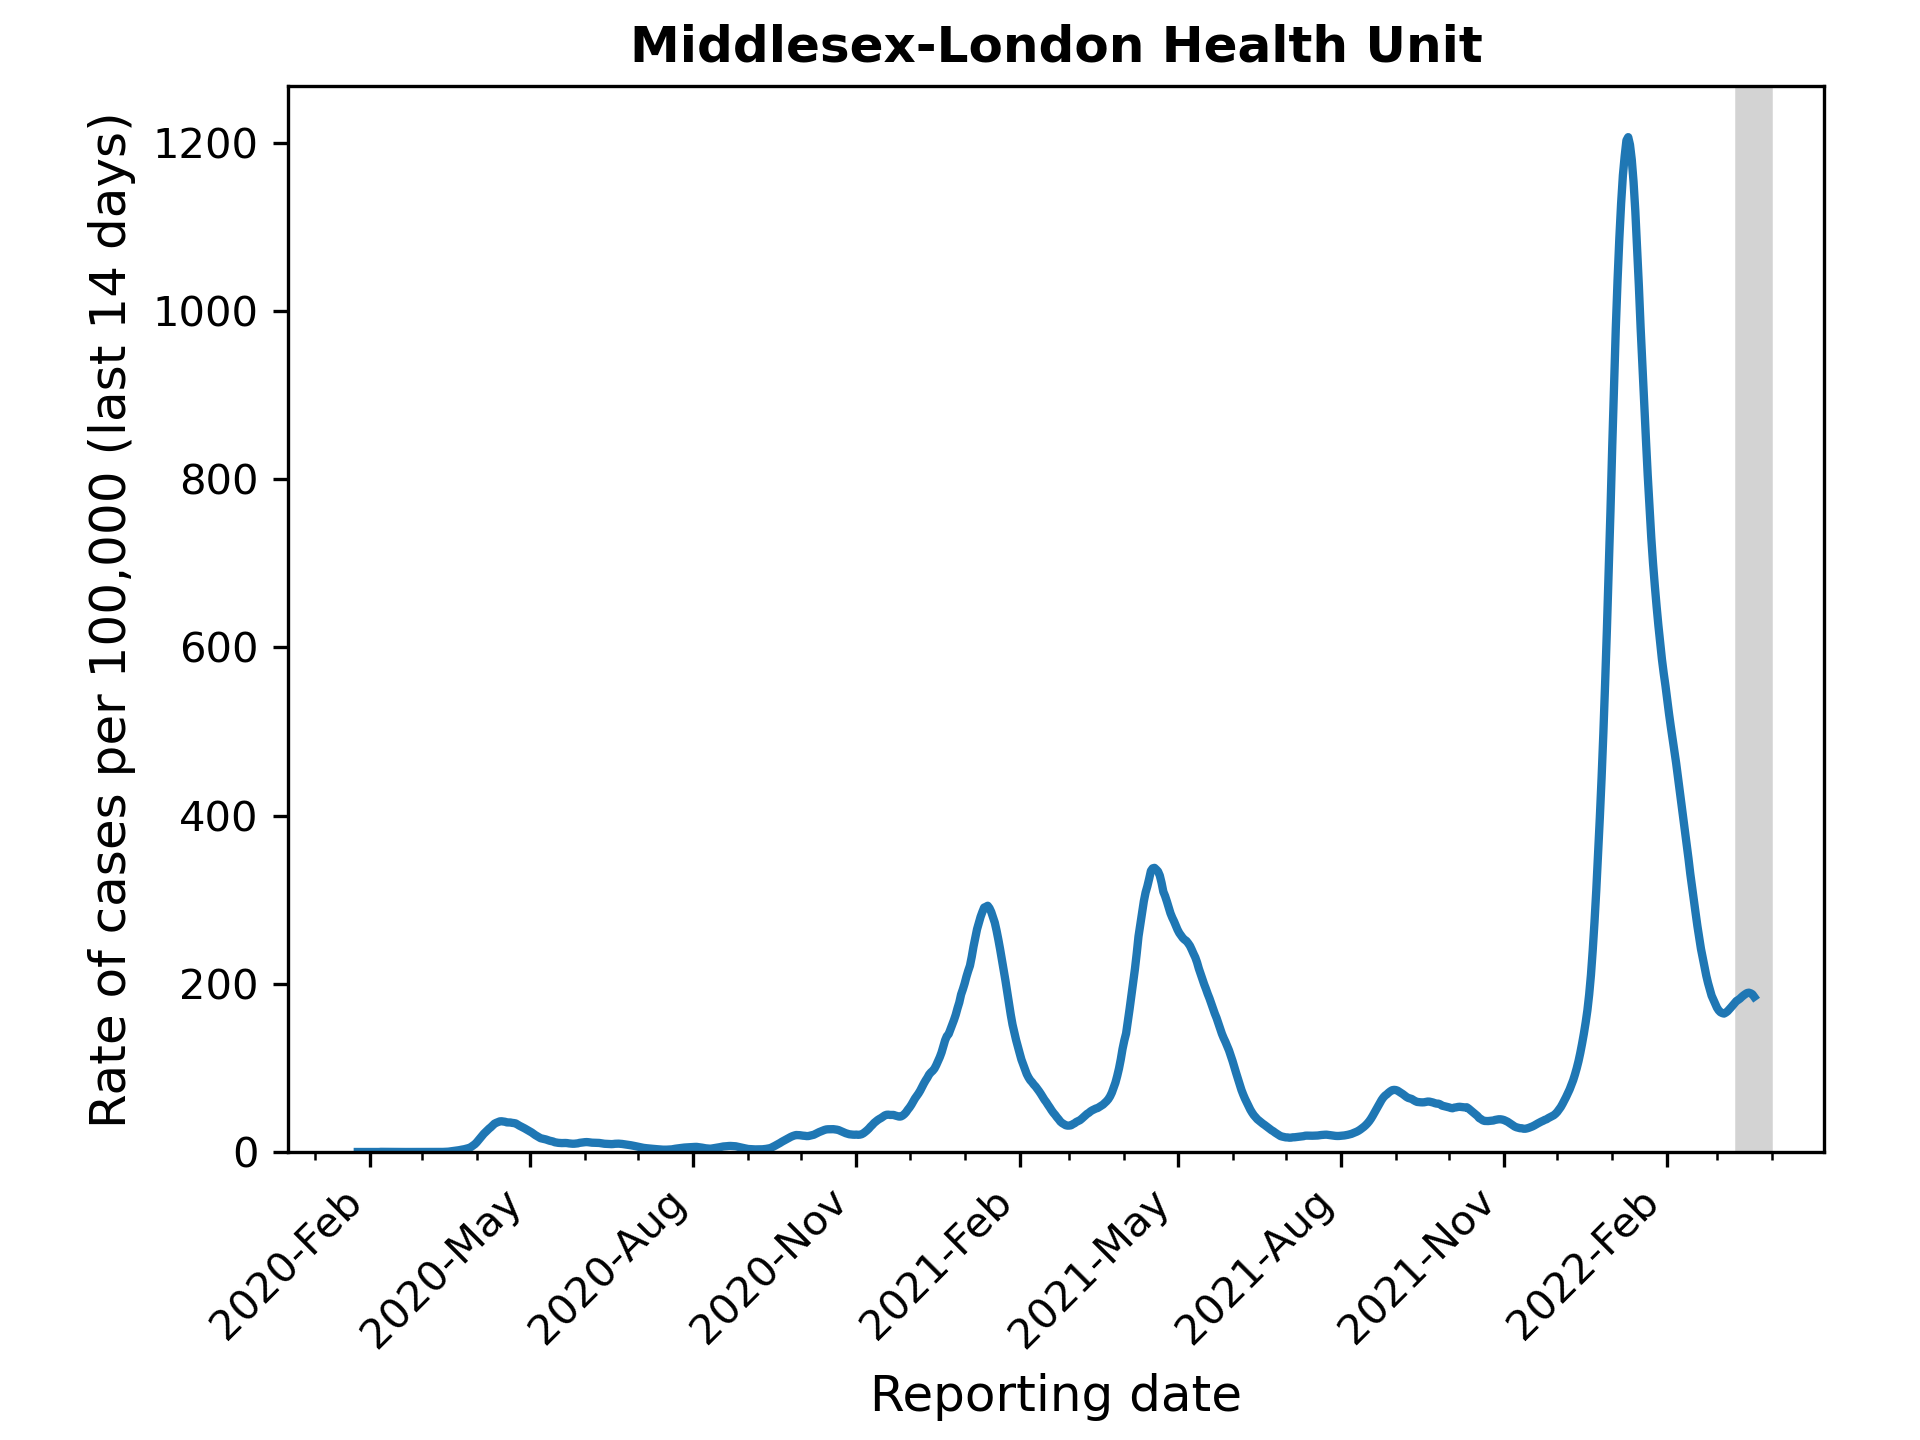 Middlesex-London Health Unit
Rate of cases per 100,000 (last 14 days)
1200
1000
800
600
400
200
0
2020-Feb
2020-May
2020-Aug
2020-Nov
2021-Feb
2021-May
2021-Aug
2021-Nov
2022-Feb
Reporting date